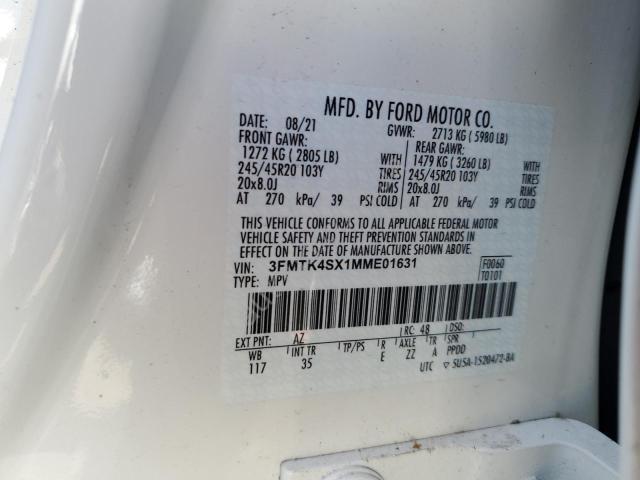 MFD. BY FORD MOTOR CO.
DATE: 08/21 GVWR: 2713 KG ( 5980 LB)
FRONT GAWR: REAR GAWR:
1272 KG ( 2805 LB) WITH 1479 KG ( 3260 LB) WITH
245/45R20 103Y TIRES 245/45R20 103Y TIRES
20x8.0J RIMS 20x8.0J RIMS
AT 270 kPa/ 39 PSI COLD AT 270 kPa/ 39 PSI COLD
THIS VEHICLE CONFORMS TO ALL APPLICABLE FEDERAL MOTOR
VEHICLE SAFETY AND THEFT PREVENTION STANDARDS IN
EFFECT ON THE DATE OF MANUFACTURE SHOWN ABOVE.
VIN: 3FMTK4SX1MME01631 F0060
TYPE: MPV T0101
EXT PNT: AZ RC: 48 DSO:
WB INT TR TP/PS R AXLE TR SPR
117 35 E ZZ A PPDD
UTC ▽ 5U5A-1520472-BA